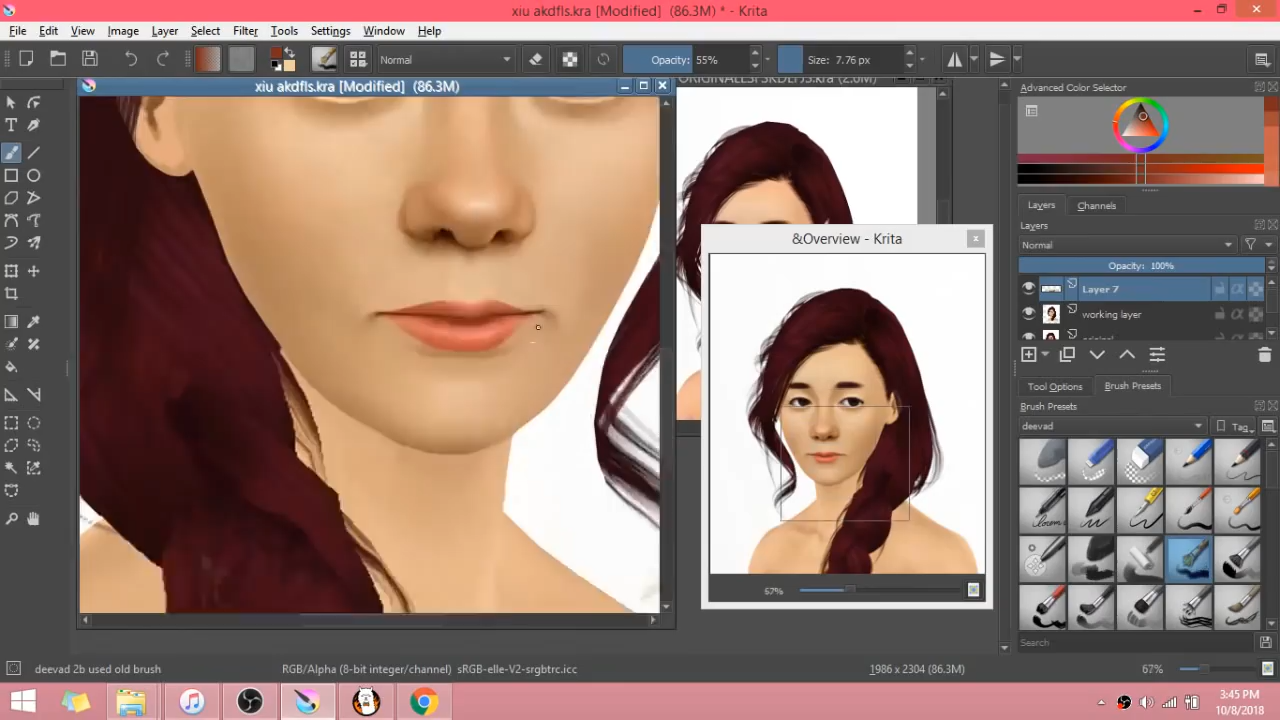 xiu akdfls.kra [Modified]  (86.3M) * - Krita
File Edit View Image Layer Select Filter Tools Settings Window Help
Normal Opacity: 55% Size: 7.76 px
xiu akdfls.kra [Modified]  (86.3M)
Advanced Color Selector
Layers Channels
Layers
Normal
Opacity: 100%
Layer 7
working layer
original
&Overview - Krita
67%
Tool Options Brush Presets
Brush Presets
deevad Tag
Search
deevad 2b used old brush RGB/Alpha (8-bit integer/channel) sRGB-elle-V2-srgbtrc.icc 1986 x 2304 (86.3M) 67%
3:45 PM
10/8/2018